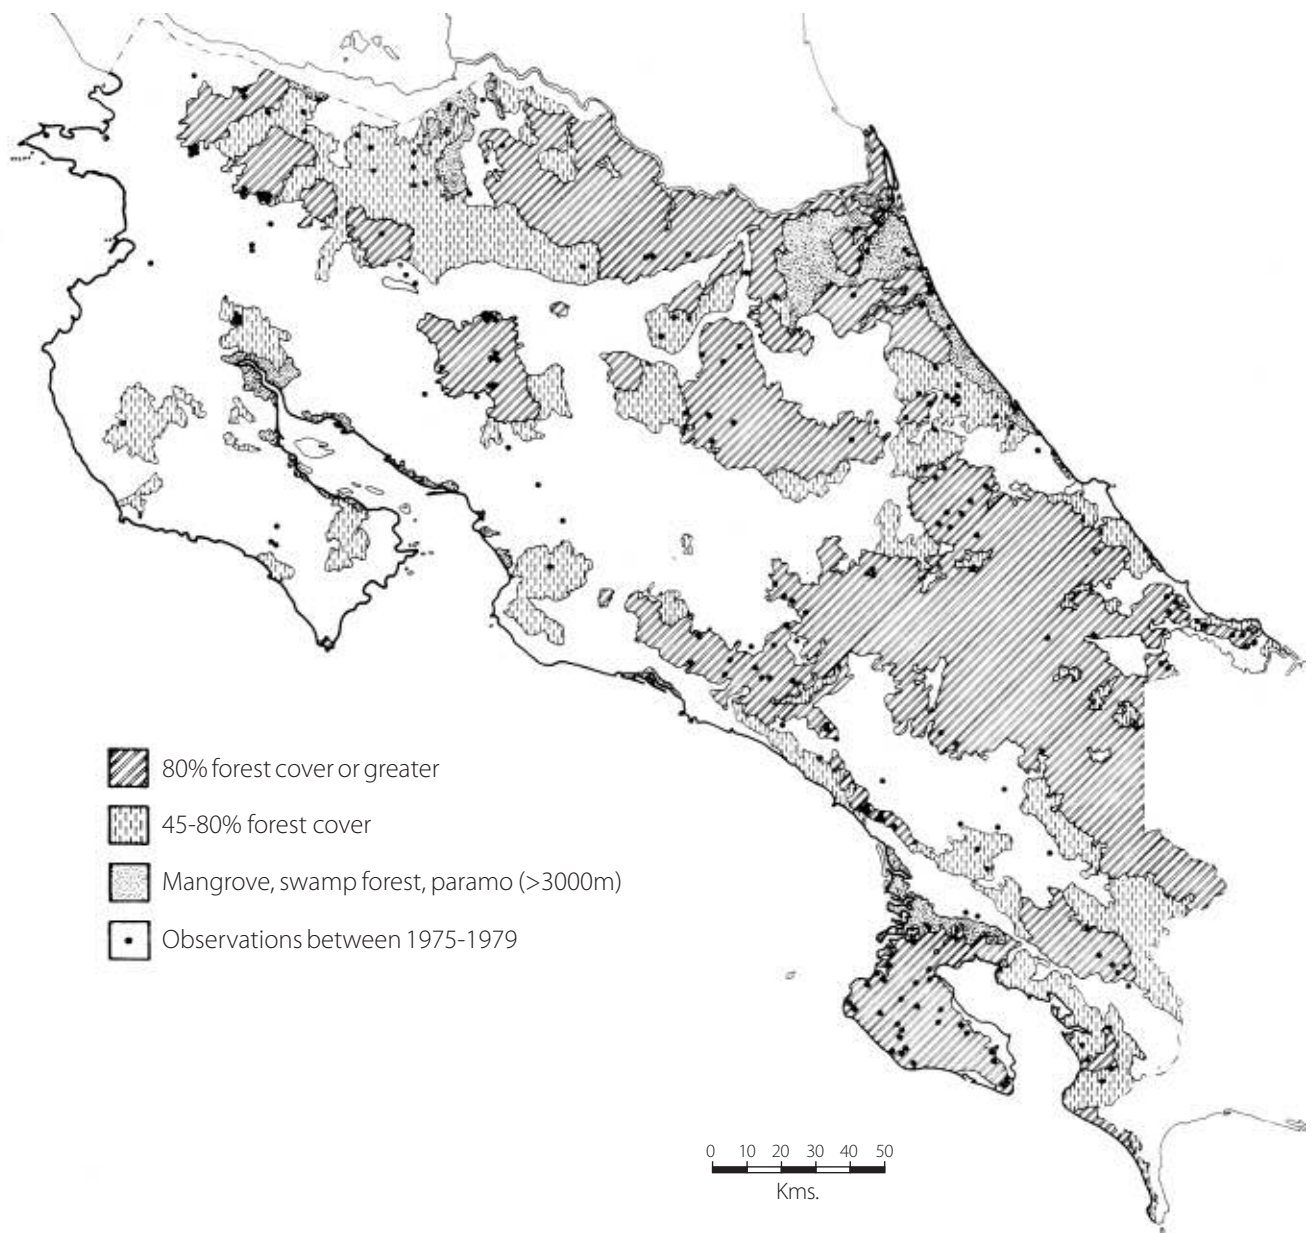 80% forest cover or greater
45-80% forest cover
Mangrove, swamp forest, paramo (>3000m)
Observations between 1975-1979
0 10 20 30 40 50
Kms.